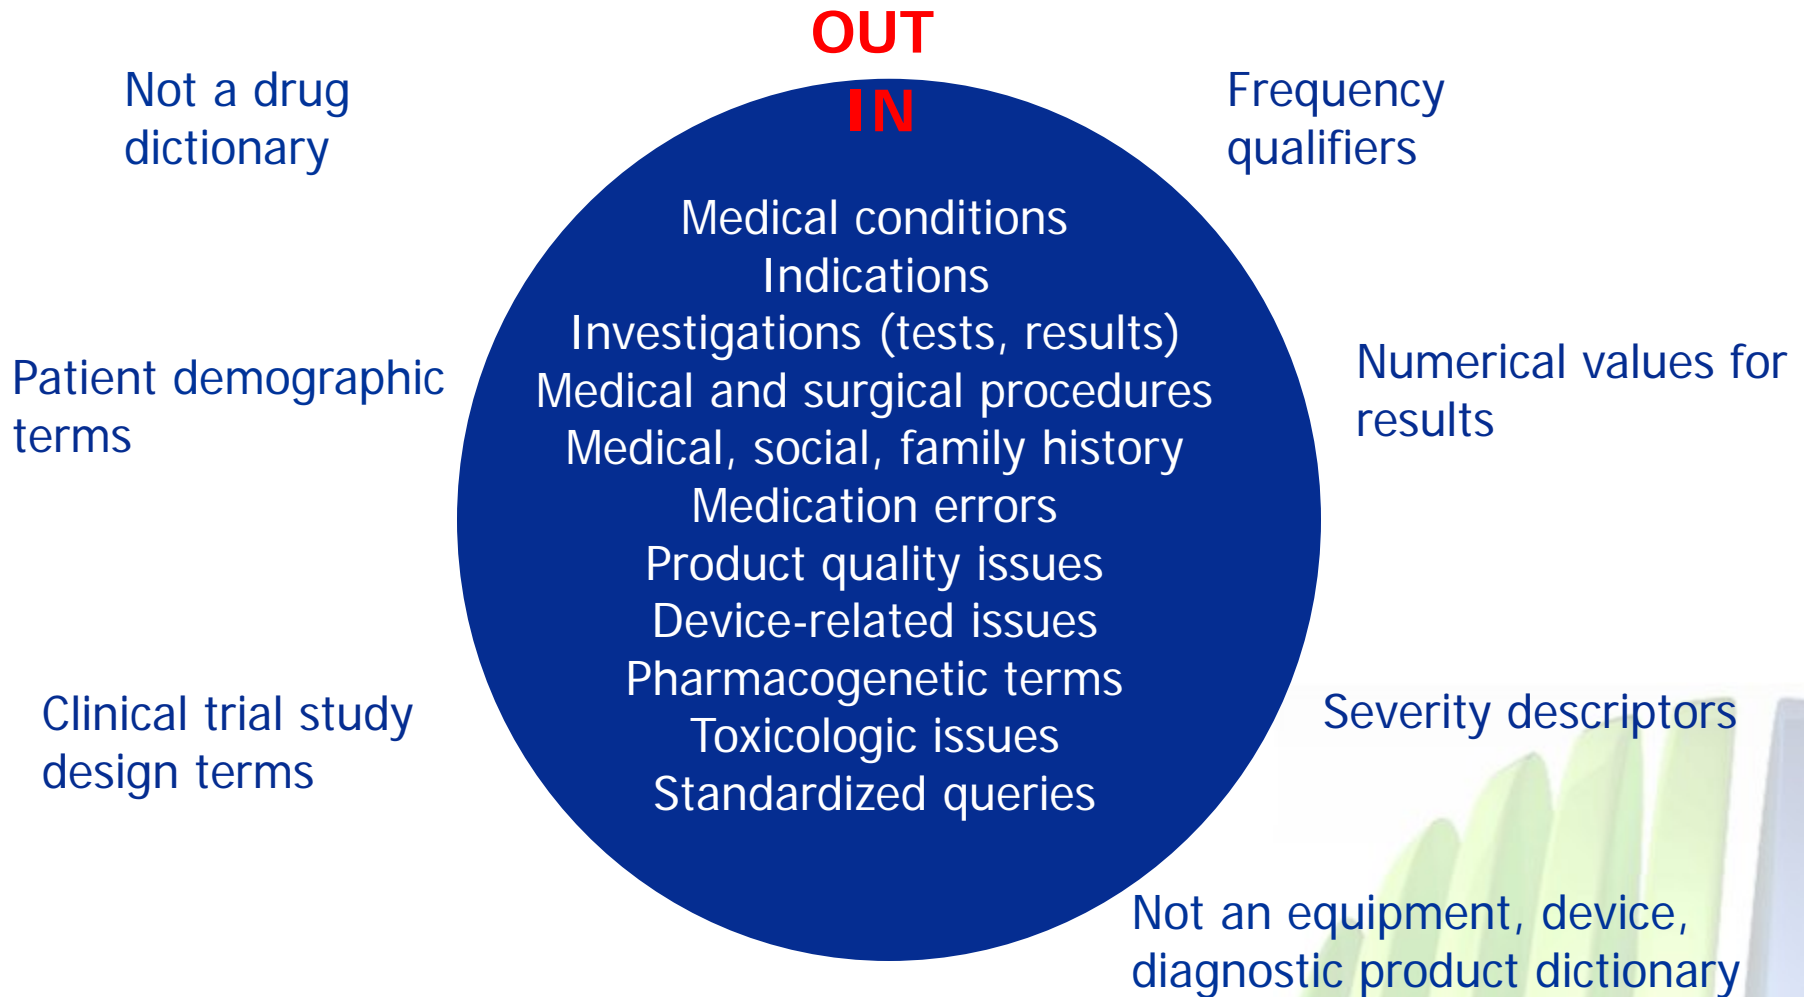 OUT
IN
Not a drug
dictionary
Frequency
qualifiers
Medical conditions
Indications
Investigations (tests, results)
Medical and surgical procedures
Medical, social, family history
Medication errors
Product quality issues
Device-related issues
Pharmacogenetic terms
Toxicologic issues
Standardized queries
Patient demographic
terms
Numerical values for
results
Clinical trial study
design terms
Severity descriptors
Not an equipment, device,
diagnostic product dictionary